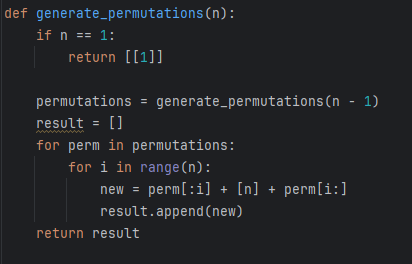 def generate_permutations(n):
    if n == 1:
        return [[1]]

    permutations = generate_permutations(n - 1)
    result = []
    for perm in permutations:
        for i in range(n):
            new = perm[:i] + [n] + perm[i:]
            result.append(new)
    return result